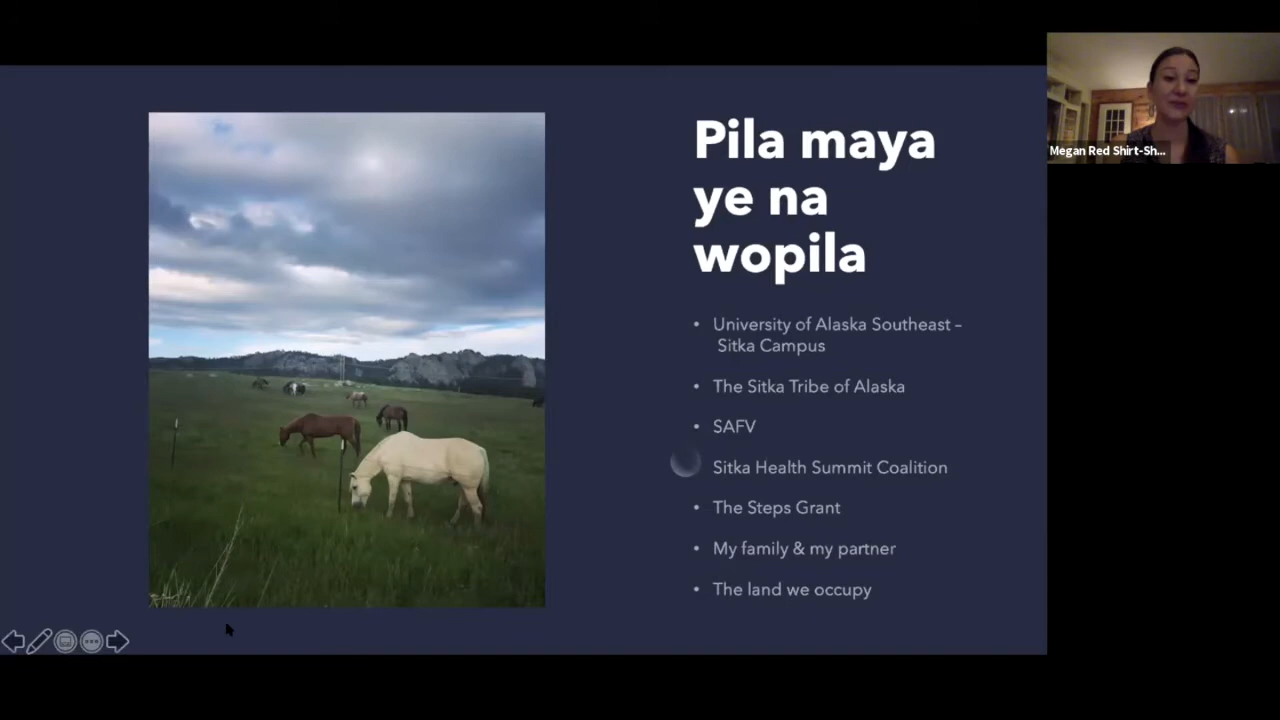 Pila maya
ye na
wopila
• University of Alaska Southeast –
Sitka Campus
• The Sitka Tribe of Alaska
• SAFV
Sitka Health Summit Coalition
• The Steps Grant
• My family & my partner
• The land we occupy
Megan Red Shirt-Sh...